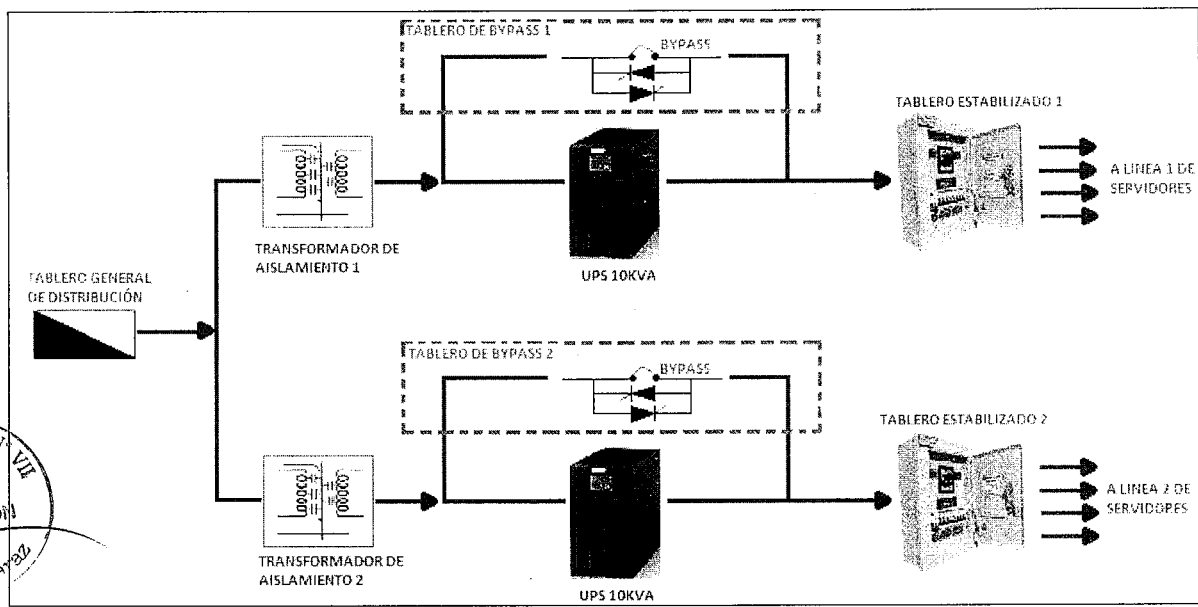 TABLERO DE BYPASS 1
BYPASS
TABLERO ESTABILIZADO 1
A LINEA 1 DE
SERVIDORES
TRANSFORMADOR DE
AISLAMIENTO 1
UPS 10KVA
TABLERO GENERAL
DE DISTRIBUCIÓN
TABLERO DE BYPASS 2
BYPASS
TABLERO ESTABILIZADO 2
A LINEA 2 DE
SERVIDORES
TRANSFORMADOR DE
AISLAMIENTO 2
UPS 10KVA
VII